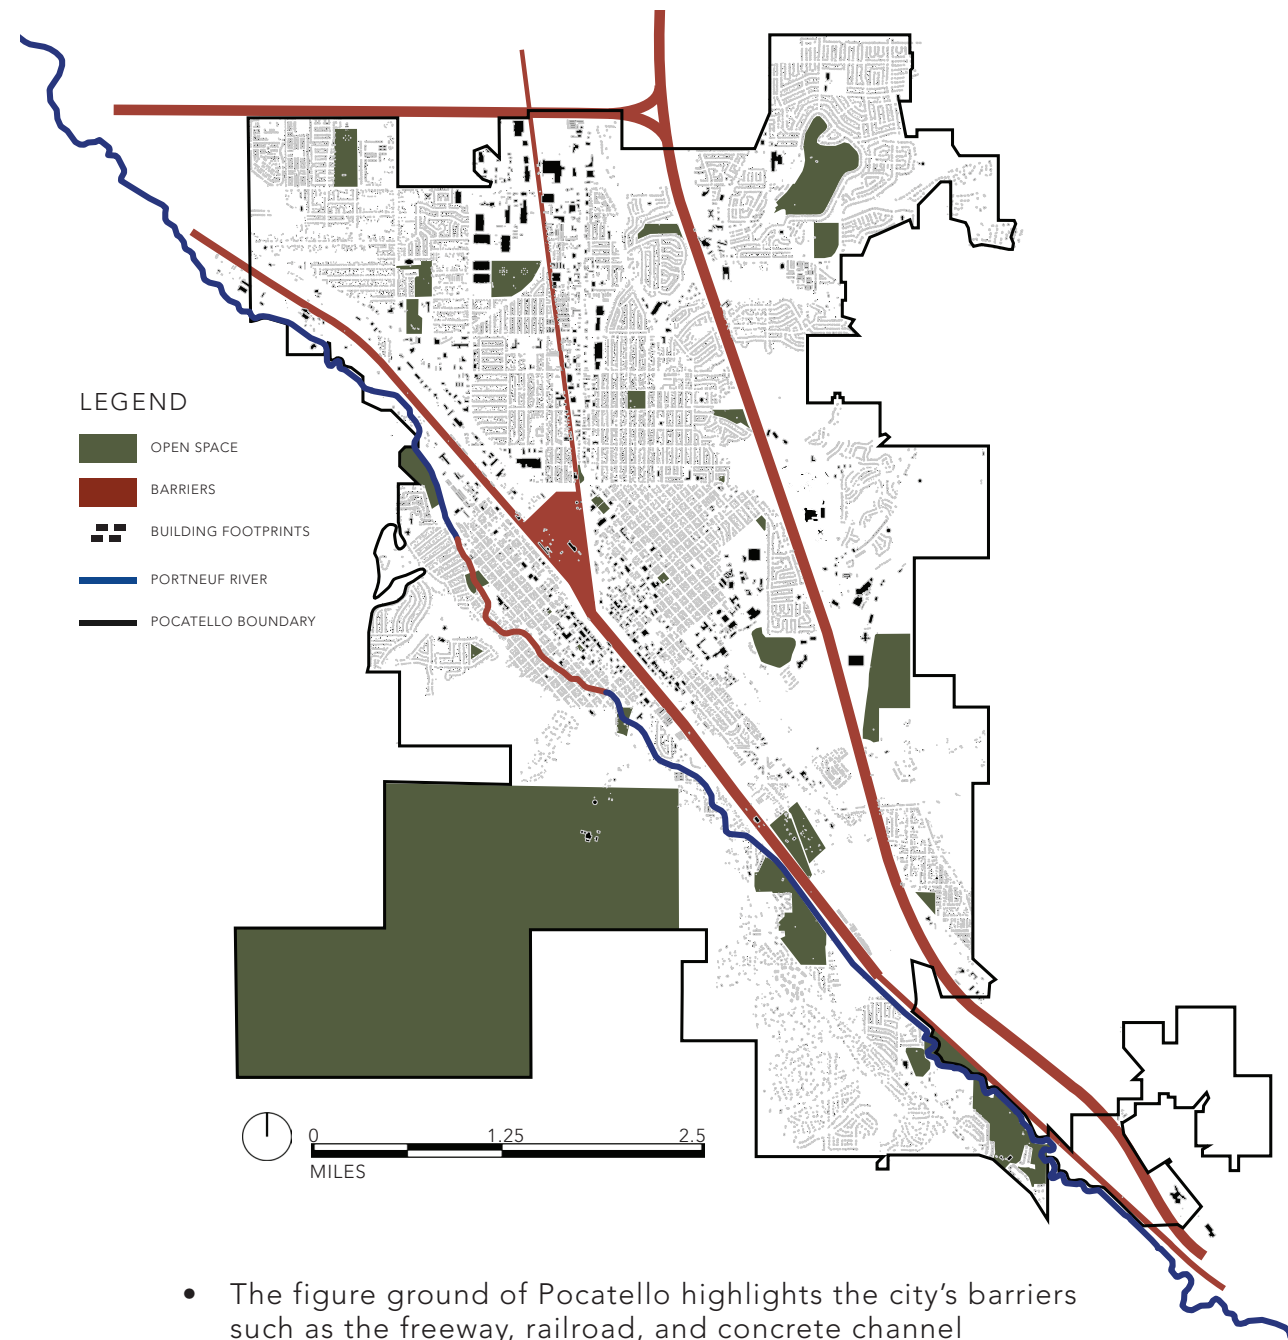 LEGEND
OPEN SPACE
BARRIERS
BUILDING FOOTPRINTS
PORTNEUF RIVER
POCATELLO BOUNDARY
0 1.25 2.5
MILES
• The figure ground of Pocatello highlights the city’s barriers
such as the freeway, railroad, and concrete channel